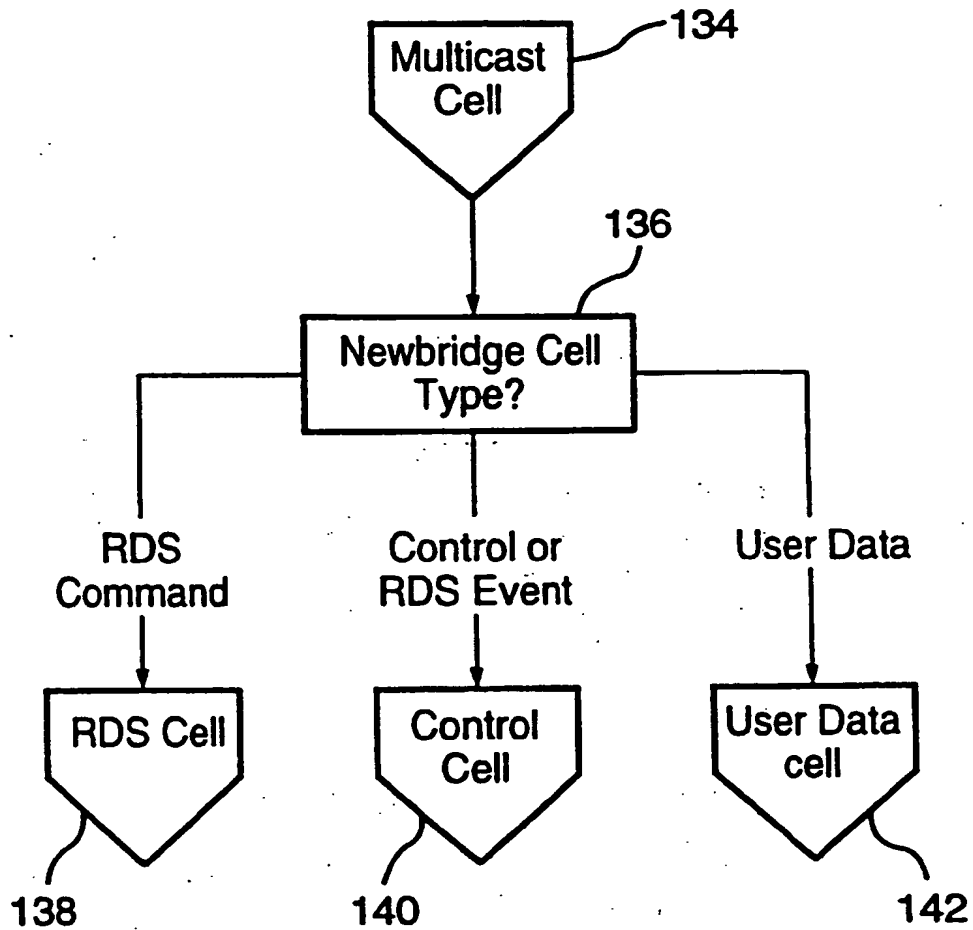 134
Multicast
Cell
136
Newbridge Cell
Type?
RDS
Command
Control or
RDS Event
User Data
RDS Cell
Control
Cell
User Data
cell
138
140
142